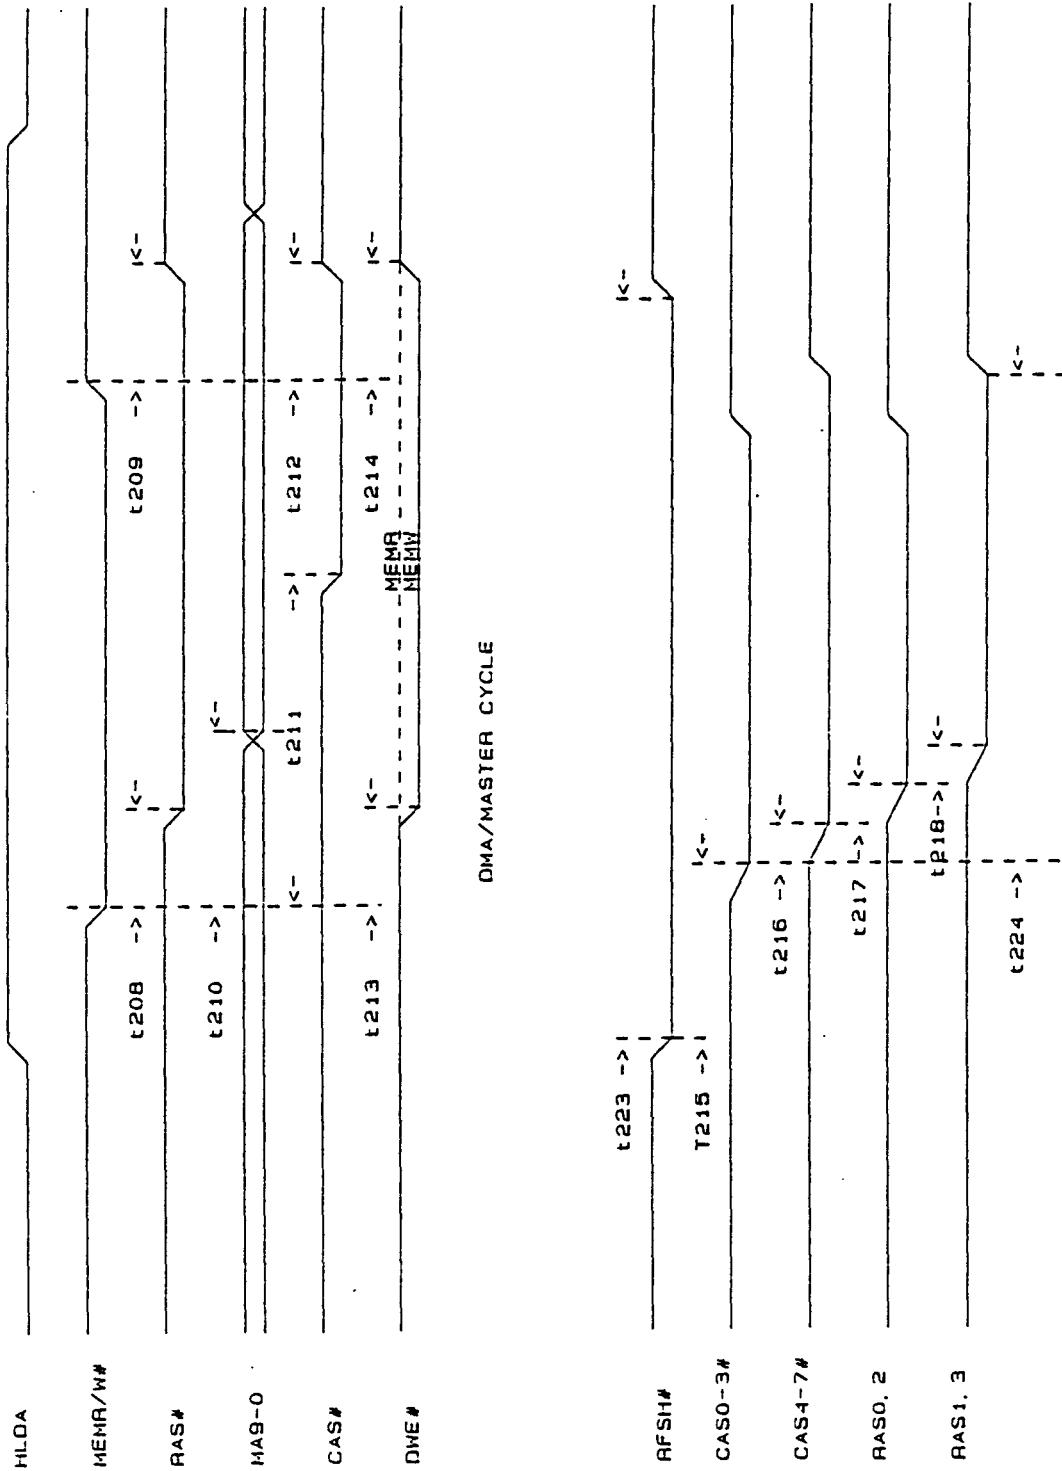 HLDA
MEMR/W#
t208 --> <-
t209 --> <-
RAS#
t210 --> <-
MA9-0
<-
t211
-->
t212 --> <-
CAS#
t213 --> <-
t214 --> <-
MEMR
MEMW
DWE#
DMA/MASTER CYCLE
t223 --> <-
RFSH#
T215 --> <-
CAS0-3#
t216 --> <-
CAS4-7#
t217 --> <-
RAS0, 2
t218--> <-
RAS1, 3
t224 --> <-